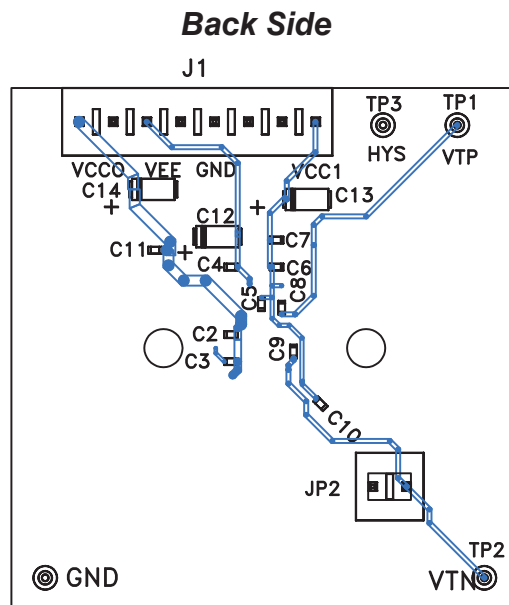 Back Side
J1
TP3
TP1
HYS
VTP
VCCO VEE GND VCC1
C14
C13
C12
C7
C11
C4
C6
C8
C5
C2
C9
C3
C10
JP2
TP2
GND
VTN